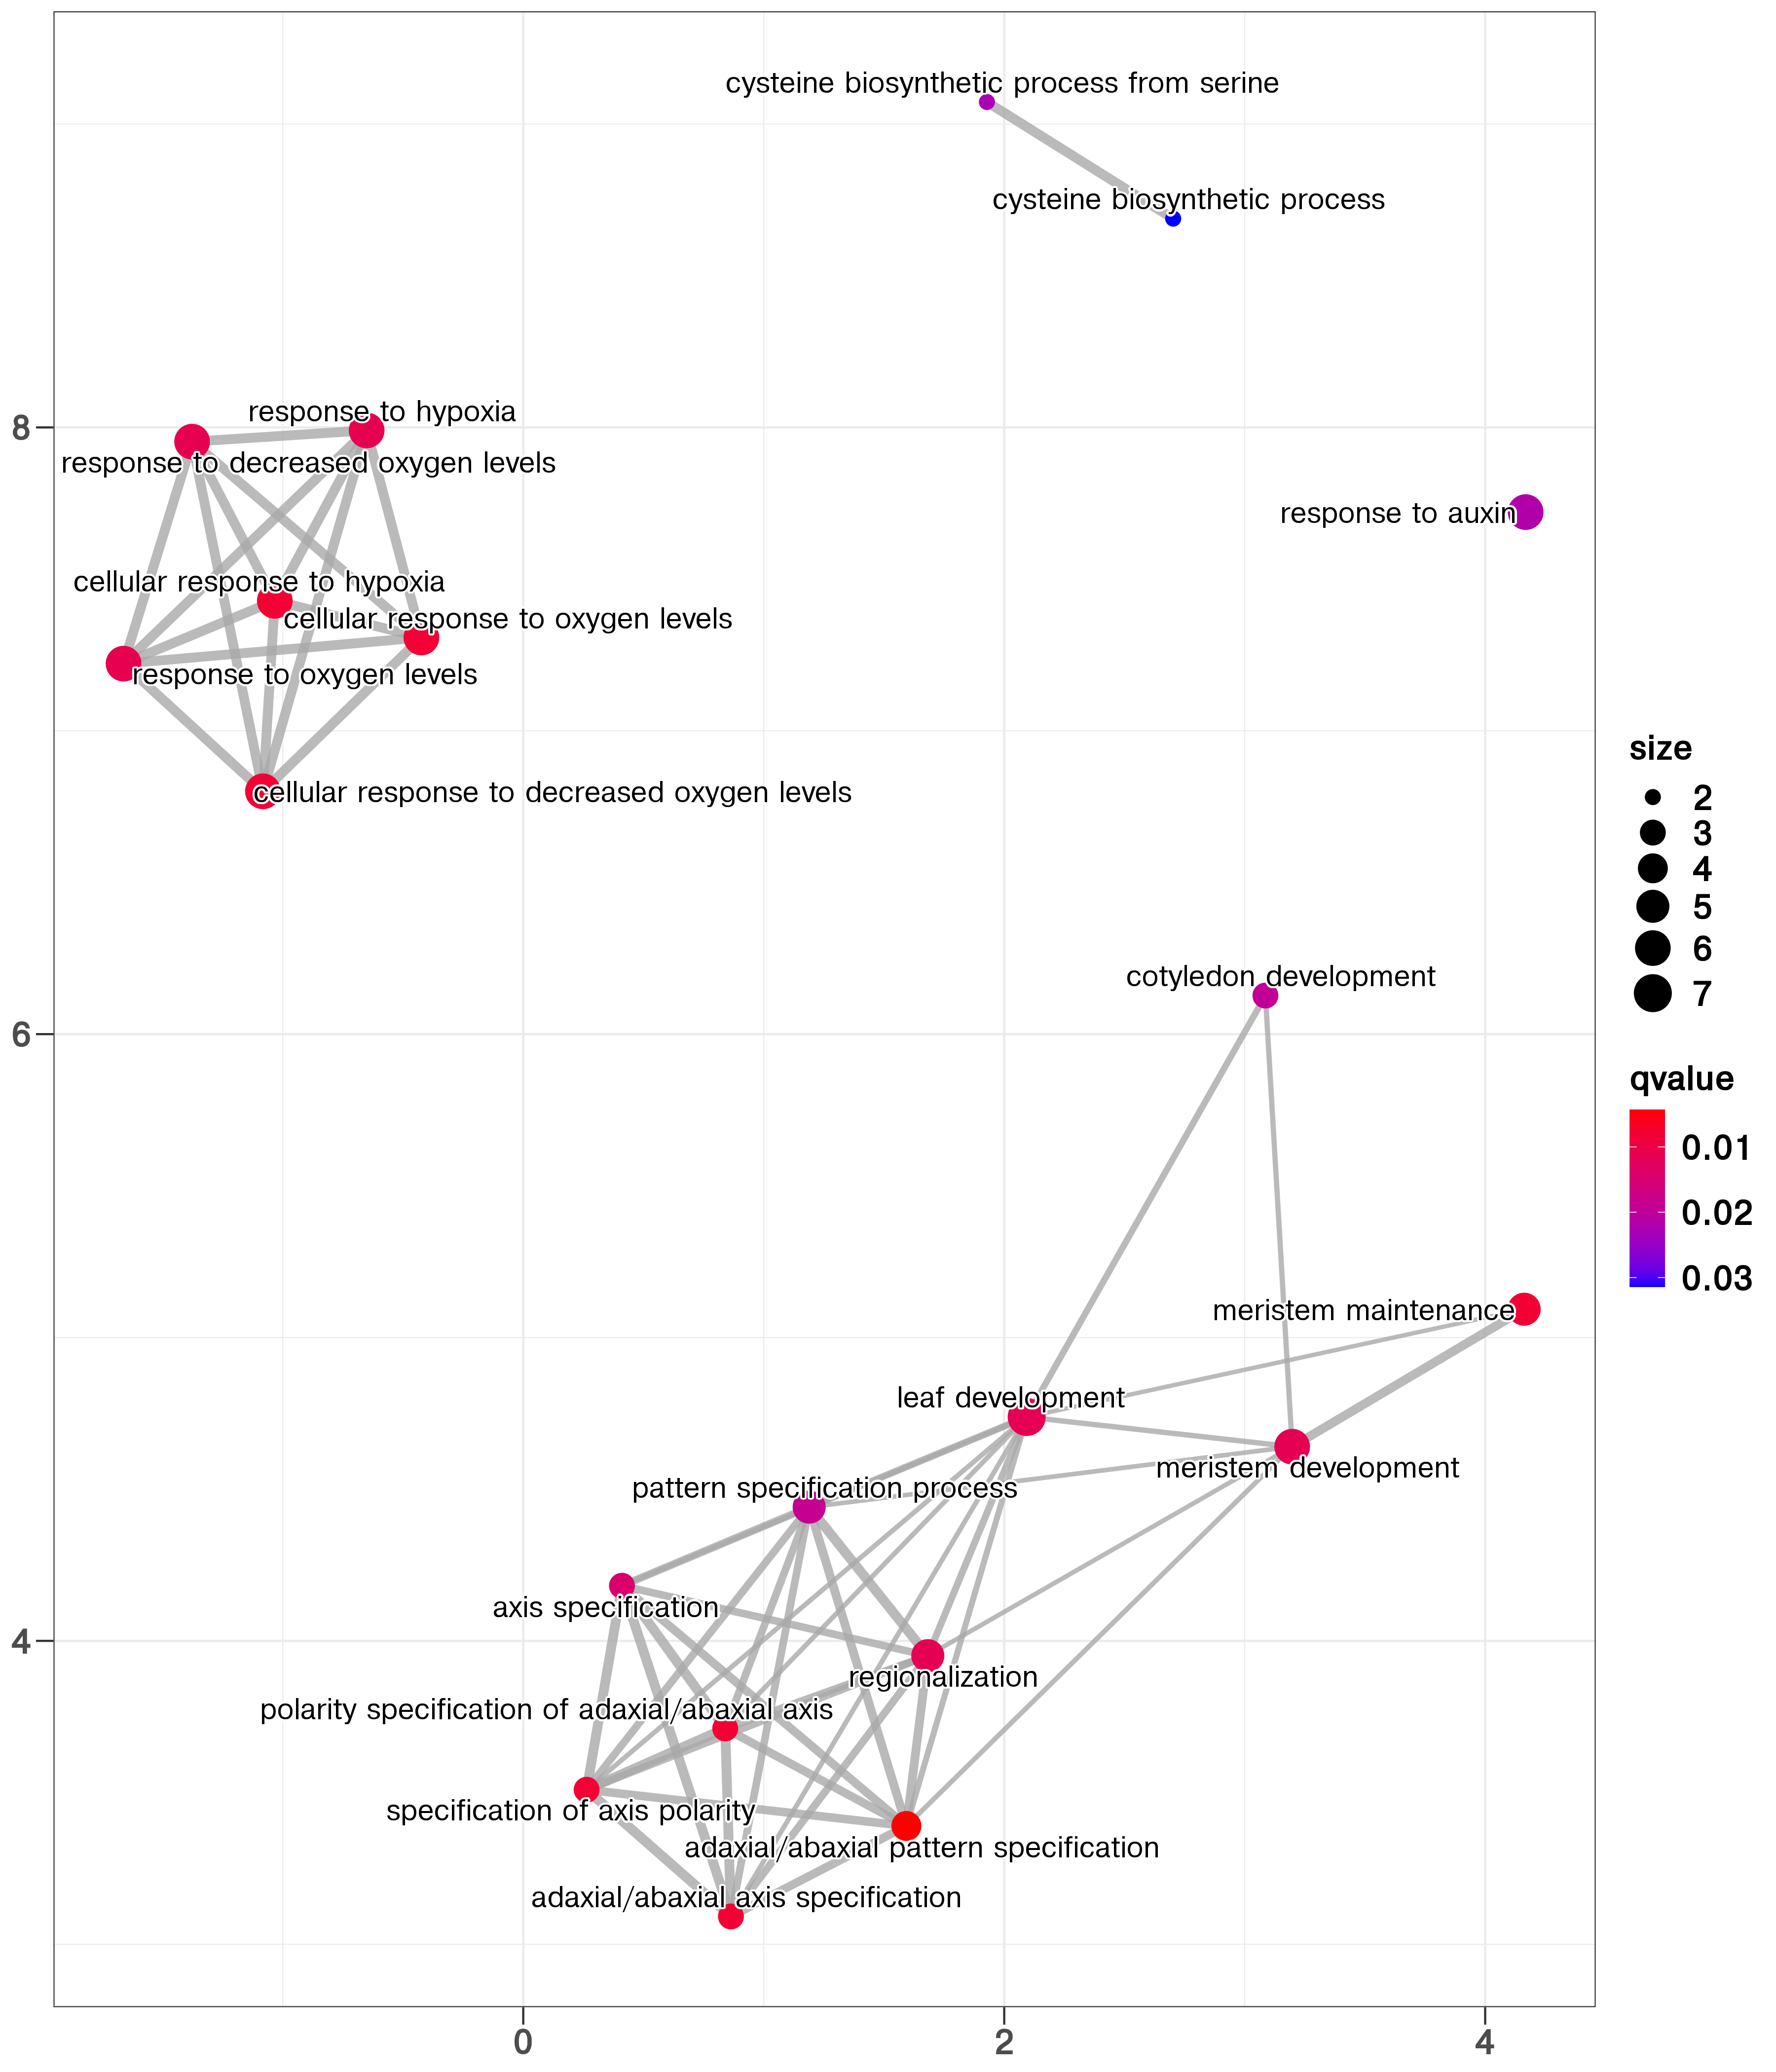 cysteine biosynthetic process from serine
cysteine biosynthetic process
response to hypoxia
response to decreased oxygen levels
response to auxin
cellular response to hypoxia
cellular response to oxygen levels
response to oxygen levels
cellular response to decreased oxygen levels
cotyledon development
meristem maintenance
leaf development
meristem development
pattern specification process
axis specification
regionalization
polarity specification of adaxial/abaxial axis
specification of axis polarity
adaxial/abaxial pattern specification
adaxial/abaxial axis specification
8
6
4
0
2
4
size
2
3
4
5
6
7
qvalue
0.01
0.02
0.03